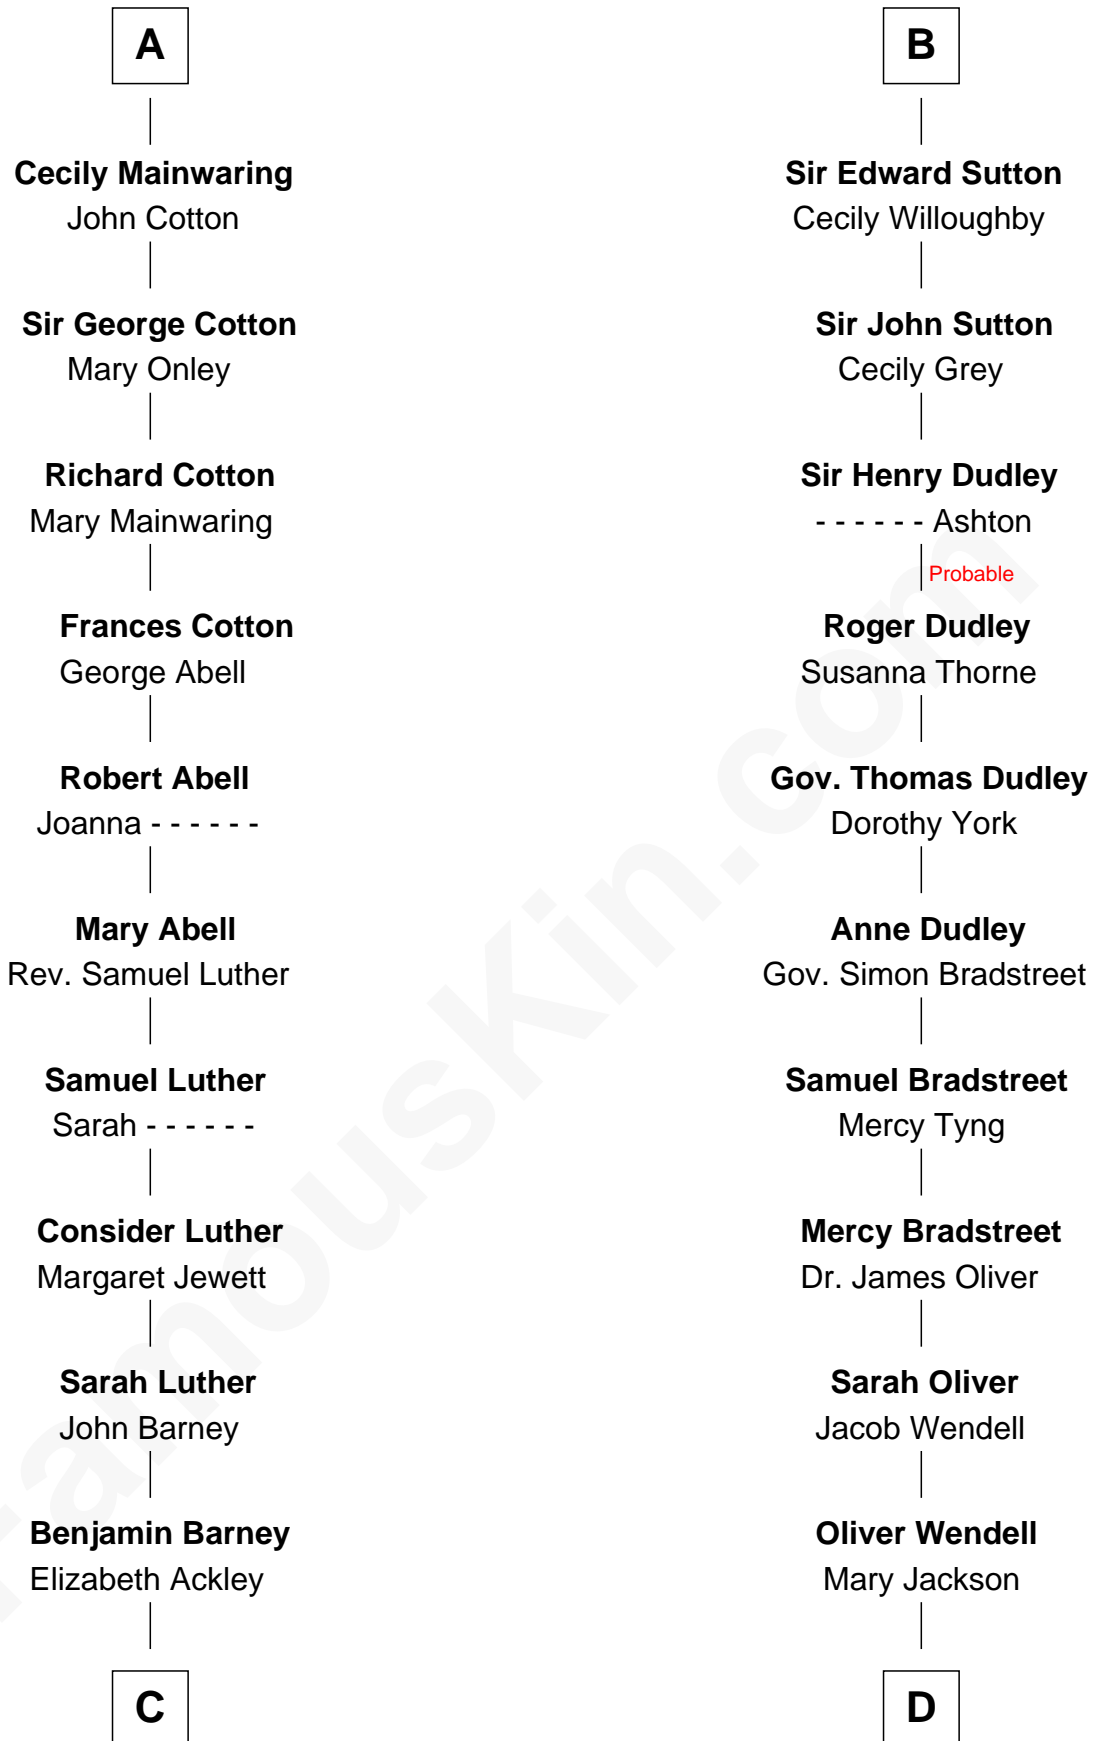 A
Cecily Mainwaring
John Cotton
Sir George Cotton
Mary Onley
Richard Cotton
Mary Mainwaring
Frances Cotton
George Abell
Robert Abell
Joanna - - - - - -
Mary Abell
Rev. Samuel Luther
Samuel Luther
Sarah - - - - - -
Consider Luther
Margaret Jewett
Sarah Luther
John Barney
Benjamin Barney
Elizabeth Ackley
C
B
Sir Edward Sutton
Cecily Willoughby
Sir John Sutton
Cecily Grey
Sir Henry Dudley
- - - - - - Ashton
Probable
Roger Dudley
Susanna Thorne
Gov. Thomas Dudley
Dorothy York
Anne Dudley
Gov. Simon Bradstreet
Samuel Bradstreet
Mercy Tyng
Mercy Bradstreet
Dr. James Oliver
Sarah Oliver
Jacob Wendell
Oliver Wendell
Mary Jackson
D
FamousKin.com